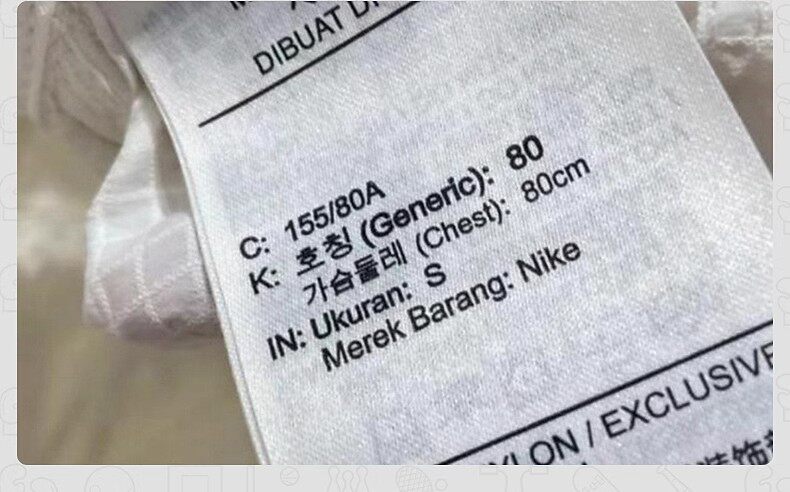 DIBUAT DI
C: 155/80A
K: 호칭 (Generic): 80
가슴둘레 (Chest): 80cm
IN: Ukuran: S
Merek Barang: Nike
/ EXCLUSIVE